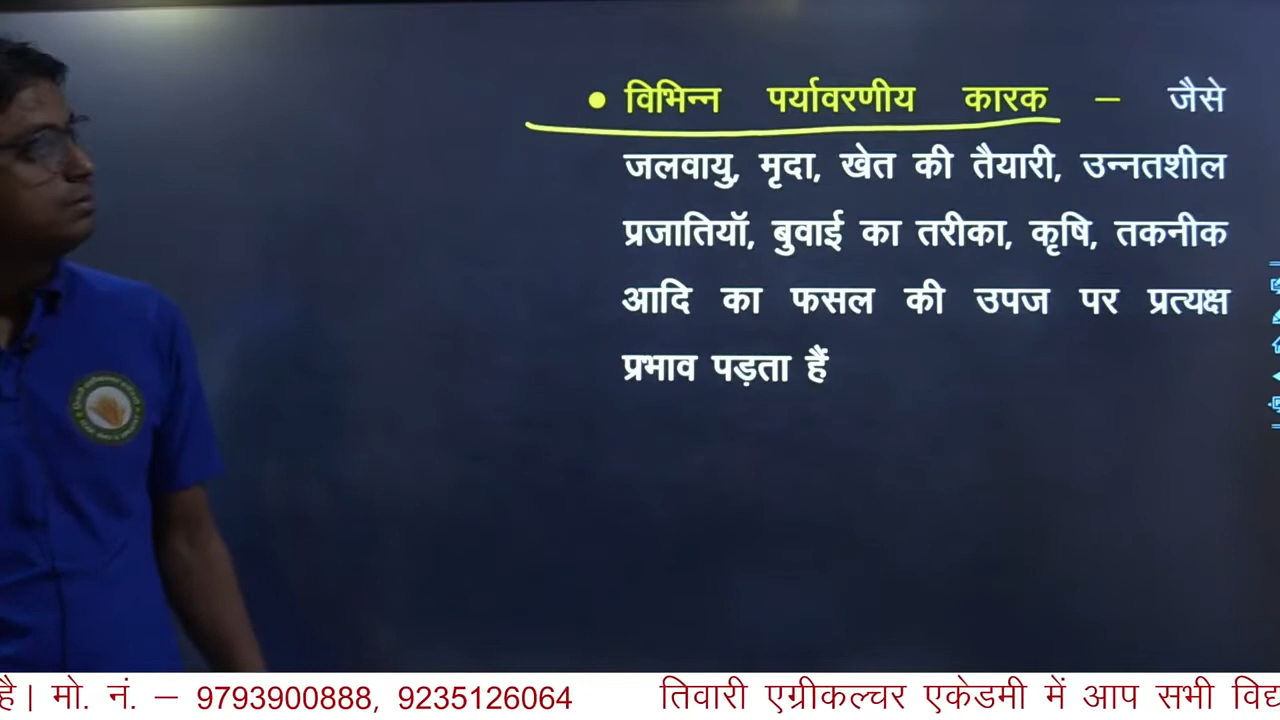 • विभिन्न पर्यावरणीय कारक – जैसे
जलवायु, मृदा, खेत की तैयारी, उन्नतशील
प्रजातियॉ, बुवाई का तरीका, कृषि, तकनीक
आदि का फसल की उपज पर प्रत्यक्ष
प्रभाव पड़ता हैं
है। मो. नं. – 9793900888, 9235126064 तिवारी एग्रीकल्चर एकेडमी में आप सभी